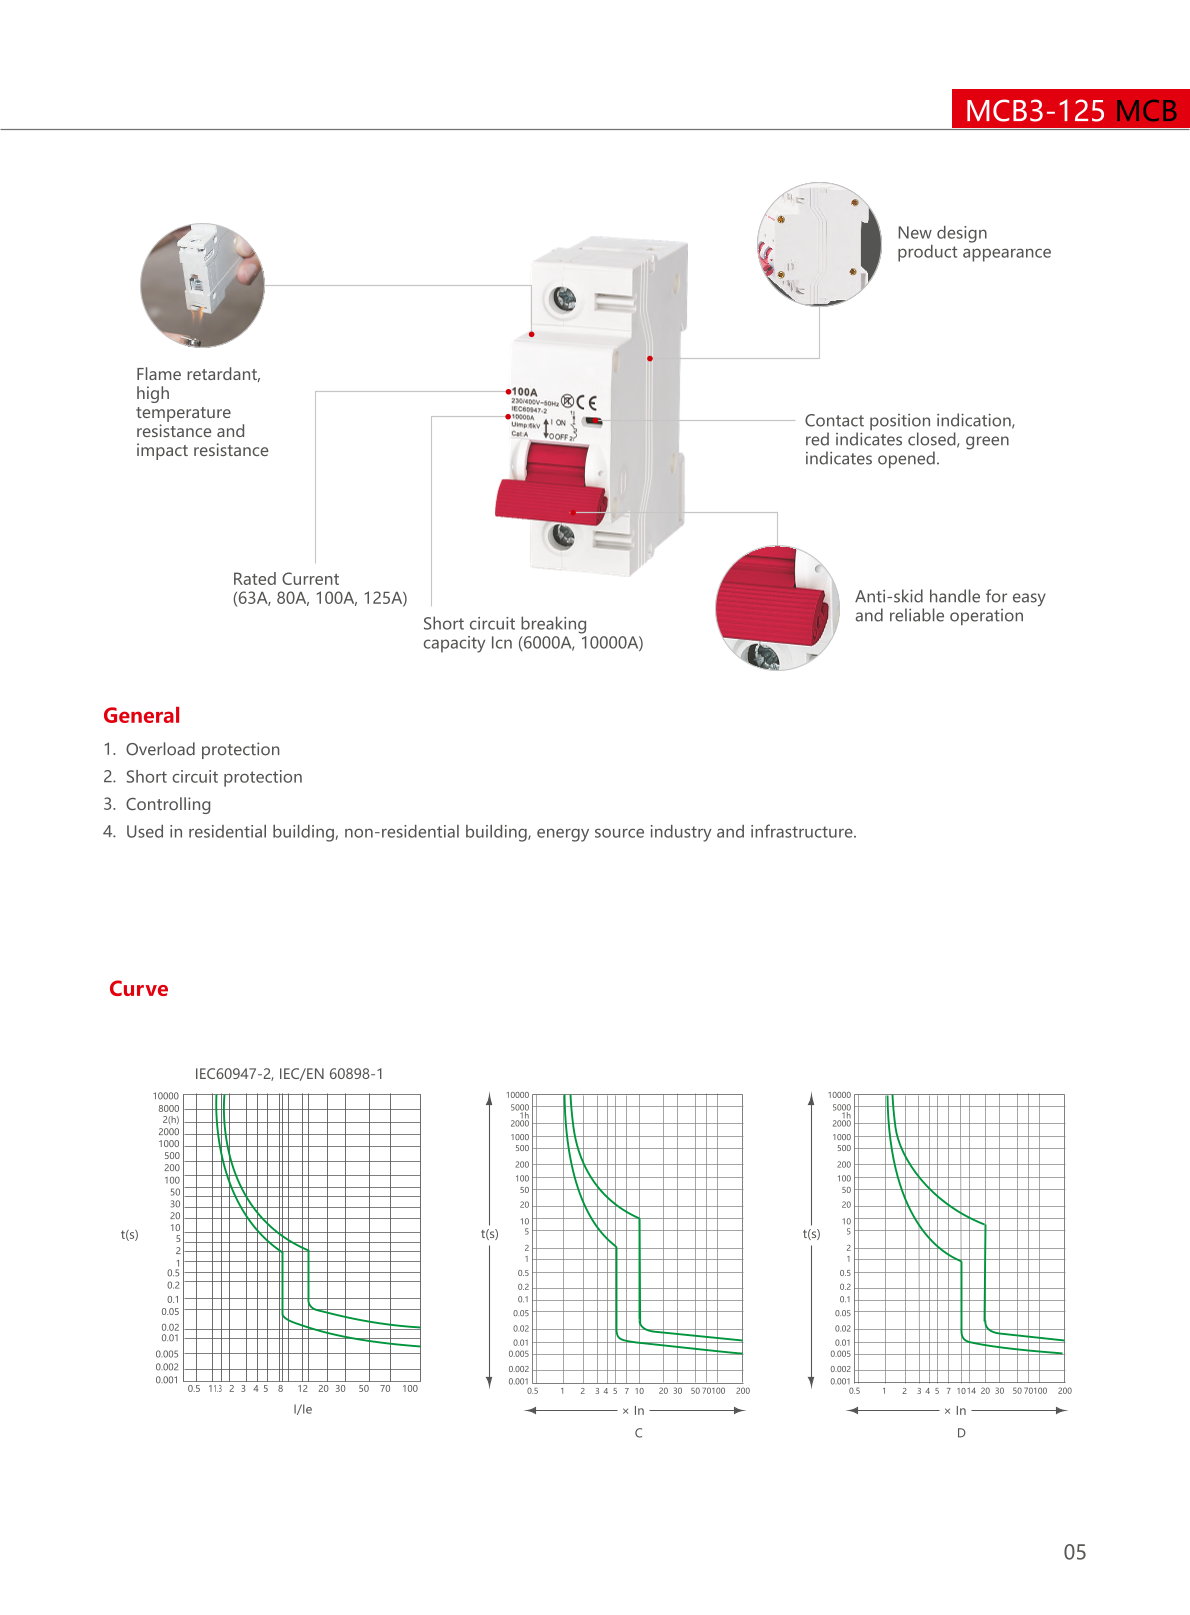 MCB3-125 MCB
New design
product appearance
Flame retardant,
high
temperature
resistance and
impact resistance
100A
230/400V~50Hz
IEC60947-2
10000A
Uimp:6kV
Cat:A
I ON
O OFF
CE
Contact position indication,
red indicates closed, green
indicates opened.
Rated Current
(63A, 80A, 100A, 125A)
Short circuit breaking
capacity Icn (6000A, 10000A)
Anti-skid handle for easy
and reliable operation
General
1. Overload protection
2. Short circuit protection
3. Controlling
4. Used in residential building, non-residential building, energy source industry and infrastructure.
Curve
IEC60947-2, IEC/EN 60898-1
10000
8000
2(h)
2000
1000
500
200
100
50
30
20
10
5
2
1
0.5
0.2
0.1
0.05
0.02
0.01
0.005
0.002
0.001
t(s)
0.5 1 1.3 2 3 4 5 8 12 20 30 50 70 100
I/Ie
10000
5000
1h
2000
1000
500
200
100
50
20
10
5
2
1
0.5
0.2
0.1
0.05
0.02
0.01
0.005
0.002
0.001
t(s)
0.5 1 2 3 4 5 7 10 20 30 50 70 100 200
× In
C
10000
5000
1h
2000
1000
500
200
100
50
20
10
5
2
1
0.5
0.2
0.1
0.05
0.02
0.01
0.005
0.002
0.001
t(s)
0.5 1 2 3 4 5 7 10 14 20 30 50 70 100 200
× In
D
05